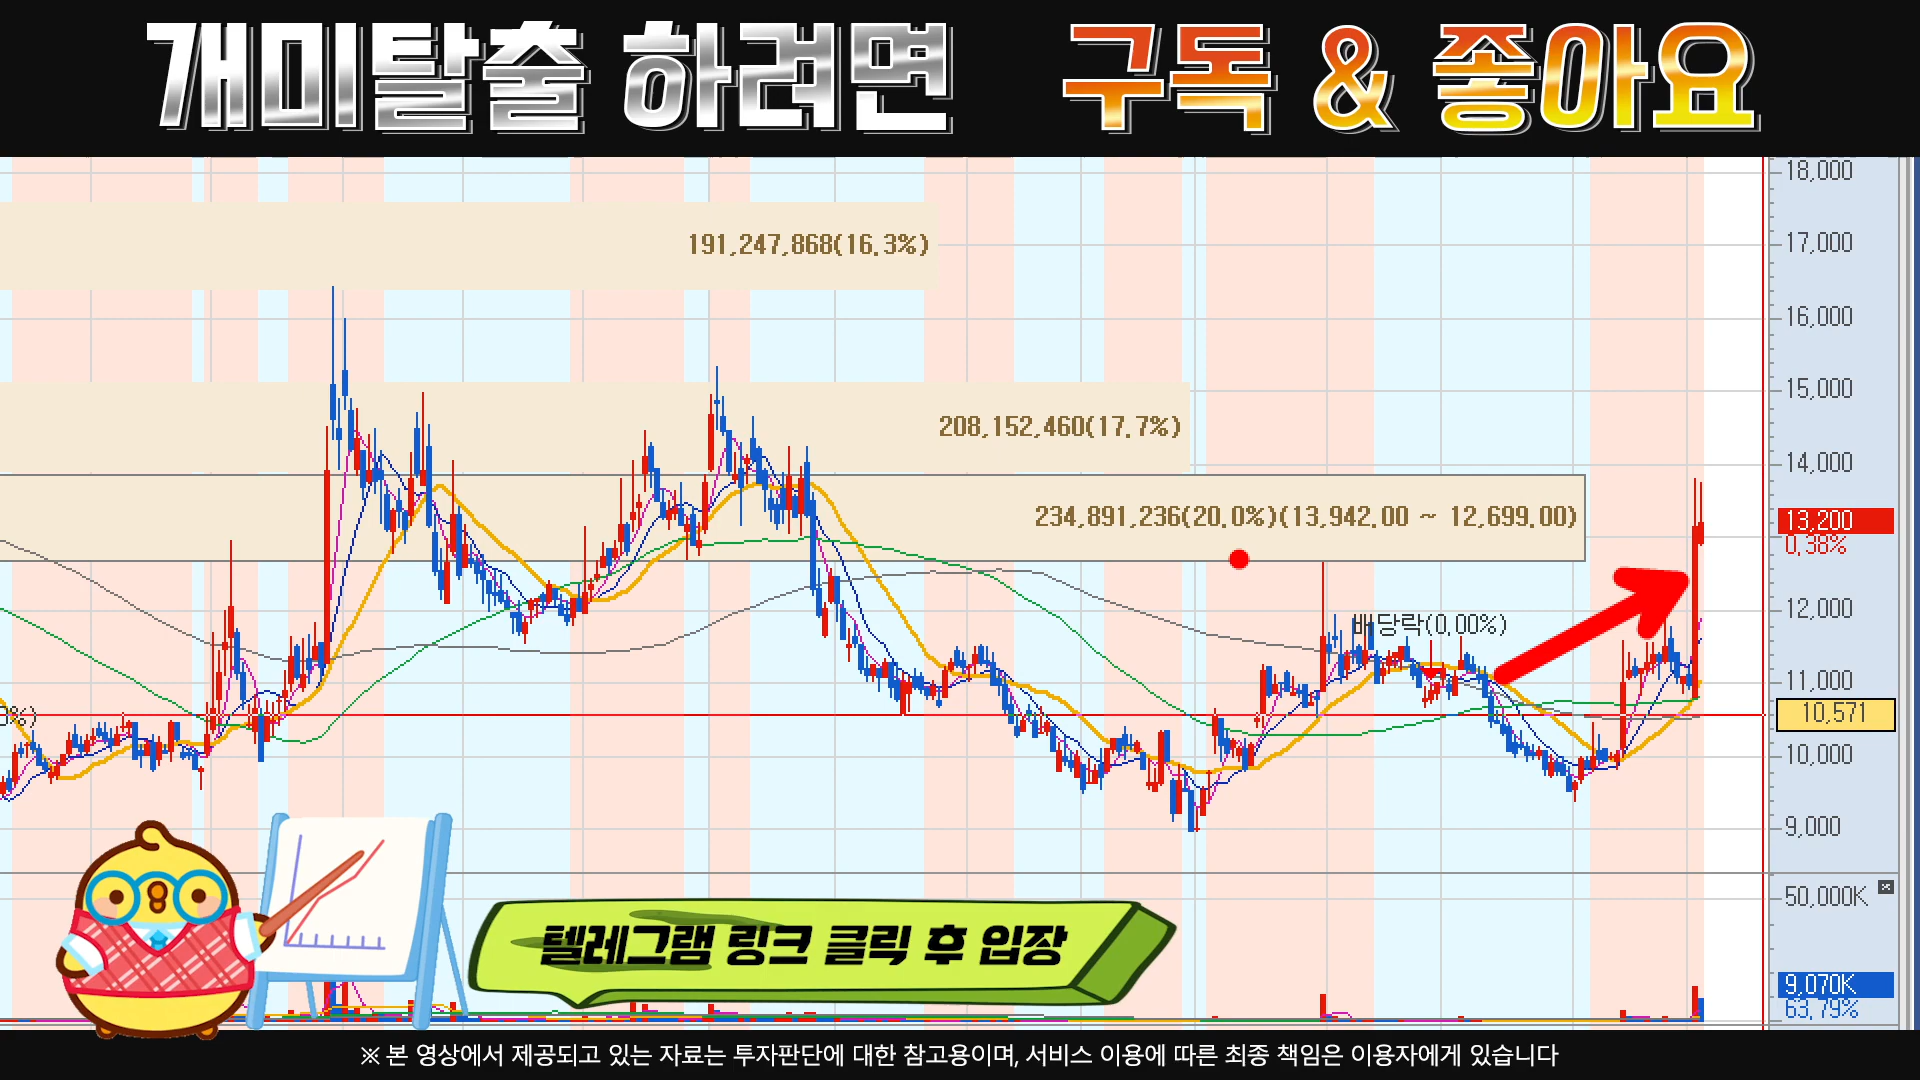 개미탈출 하려면 구독 & 좋아요
18,000
191,247,868(16.3%)
17,000
16,000
15,000
208,152,460(17.7%)
14,000
234,891,236(20.0%)(13,942.00 ~ 12,699.00)
13,200
0.38%
12,000
배당락(0.00%)
11,000
%)
10,571
10,000
9,000
50,000K
텔레그램 링크 클릭 후 입장
9,070K
63.79%
※ 본 영상에서 제공되고 있는 자료는 투자판단에 대한 참고용이며, 서비스 이용에 따른 최종 책임은 이용자에게 있습니다